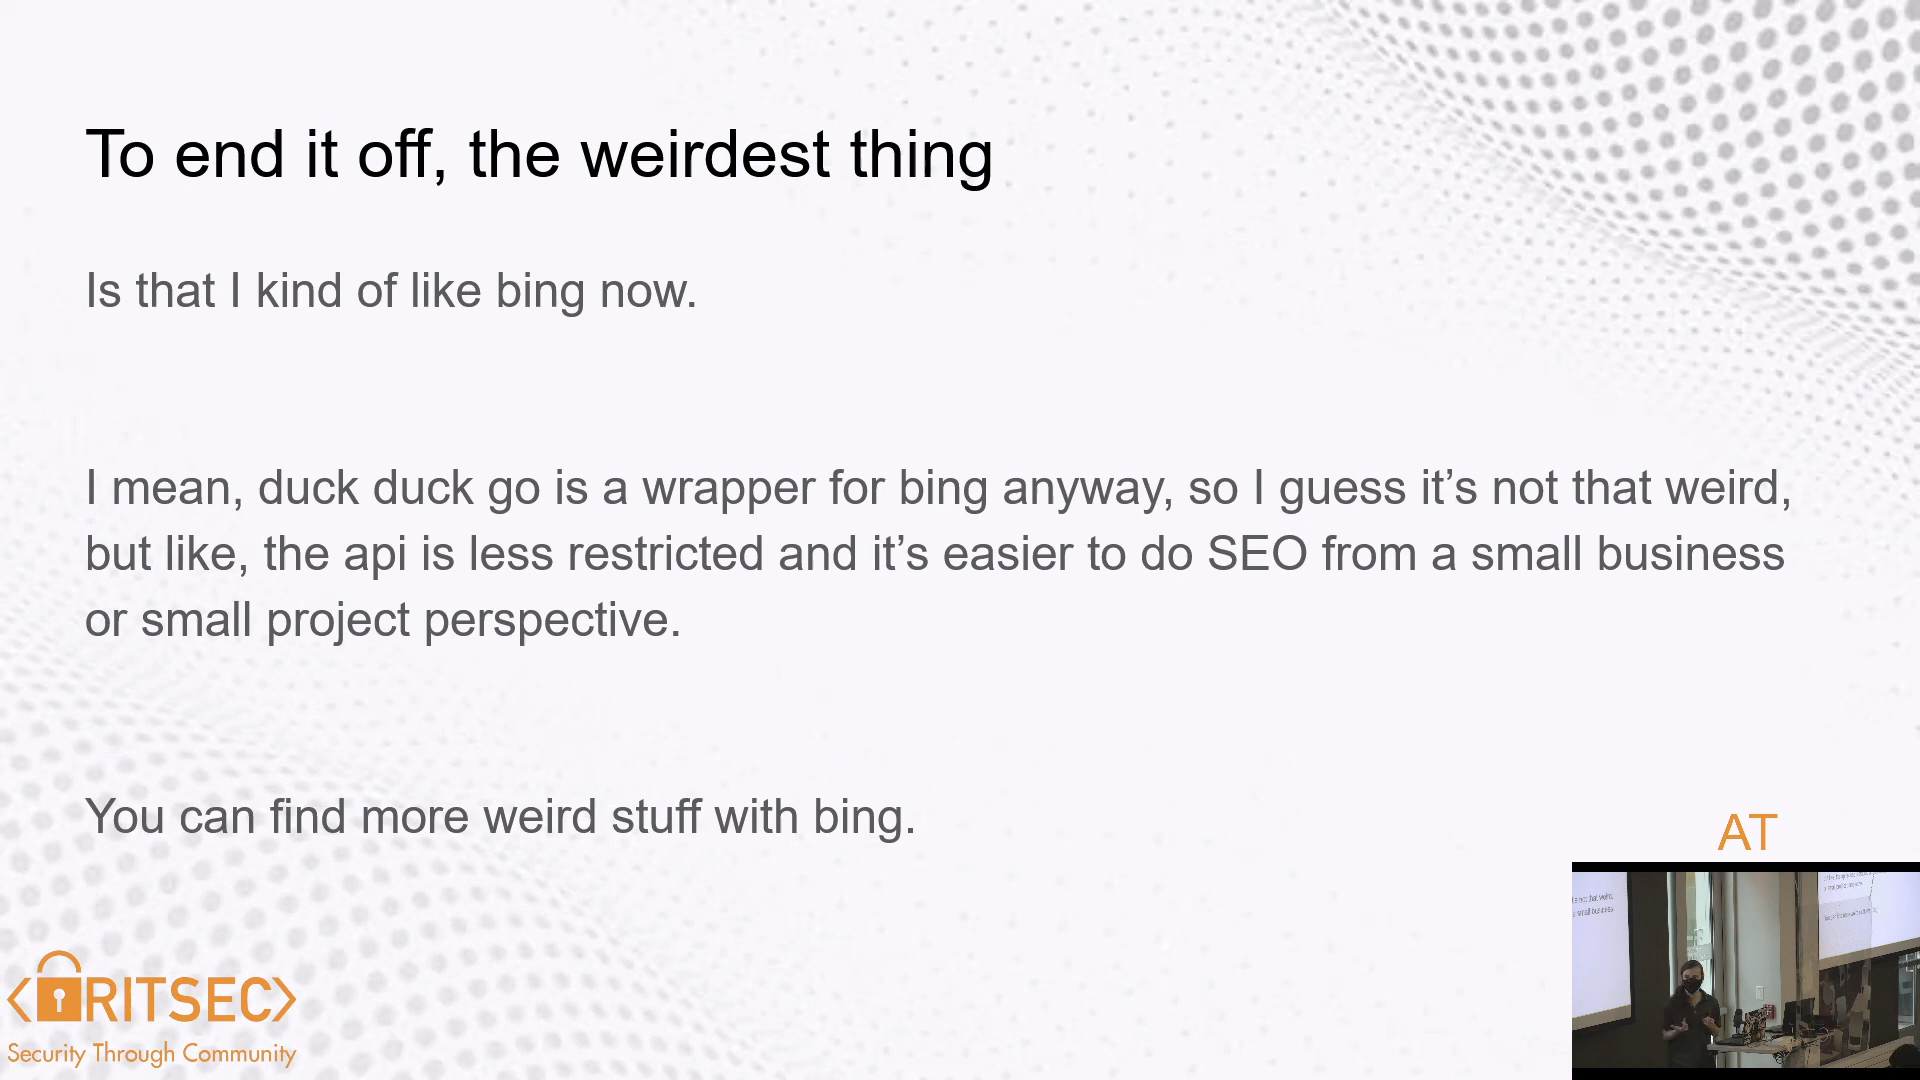 To end it off, the weirdest thing
Is that I kind of like bing now.
I mean, duck duck go is a wrapper for bing anyway, so I guess it’s not that weird,
but like, the api is less restricted and it’s easier to do SEO from a small business
or small project perspective.
You can find more weird stuff with bing.
AT
RITSEC
Security Through Community